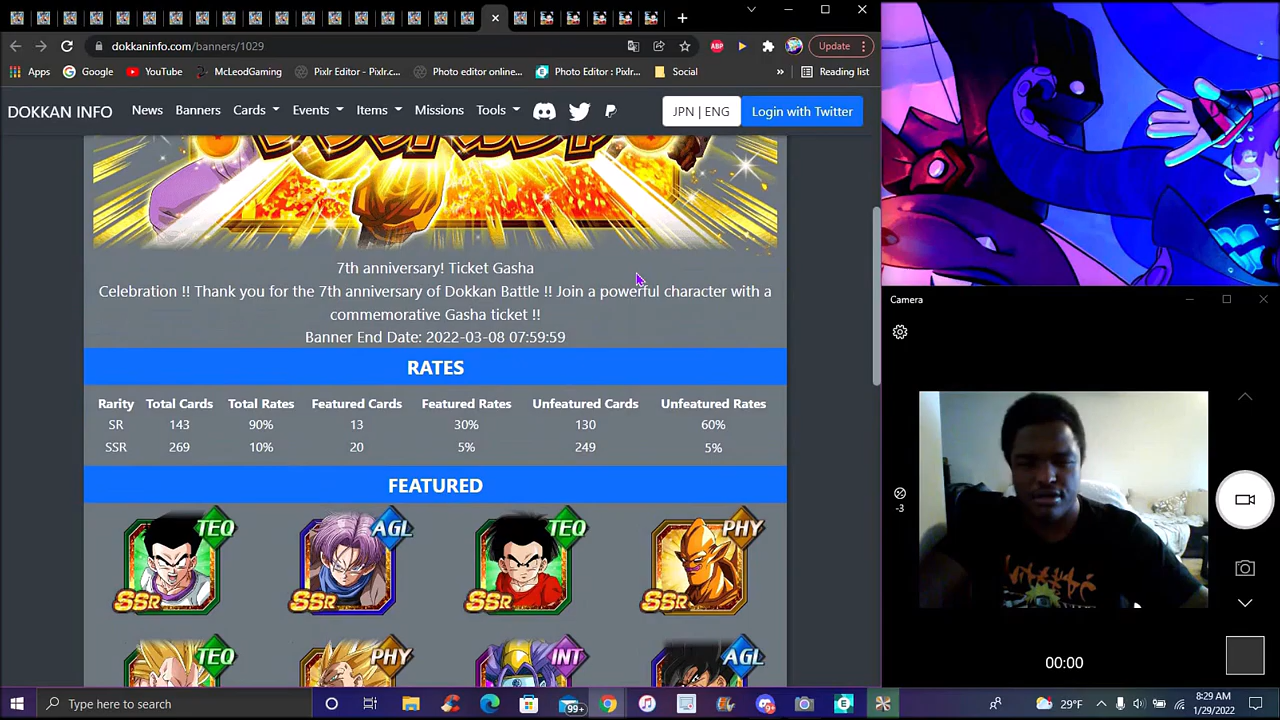 dokkaninfo.com/banners/1029
Update
Apps
Google
YouTube
McLeodGaming
Pixlr Editor - Pixlr.c...
Photo editor online...
Photo Editor : Pixlr...
Social
»
Reading list
DOKKAN INFO
News
Banners
Cards
Events
Items
Missions
Tools
JPN | ENG
Login with Twitter
7th anniversary! Ticket Gasha
Celebration !! Thank you for the 7th anniversary of Dokkan Battle !! Join a powerful character with a
commemorative Gasha ticket !!
Banner End Date: 2022-03-08 07:59:59
RATES
Rarity Total Cards Total Rates Featured Cards Featured Rates Unfeatured Cards Unfeatured Rates
SR 143 90% 13 30% 130 60%
SSR 269 10% 20 5% 249 5%
FEATURED
TEQ AGL TEQ PHY
SSR SSR SSR SSR
TEQ PHY INT AGL
Camera
-3
00:00
Type here to search
99+
29°F
8:29 AM
1/29/2022